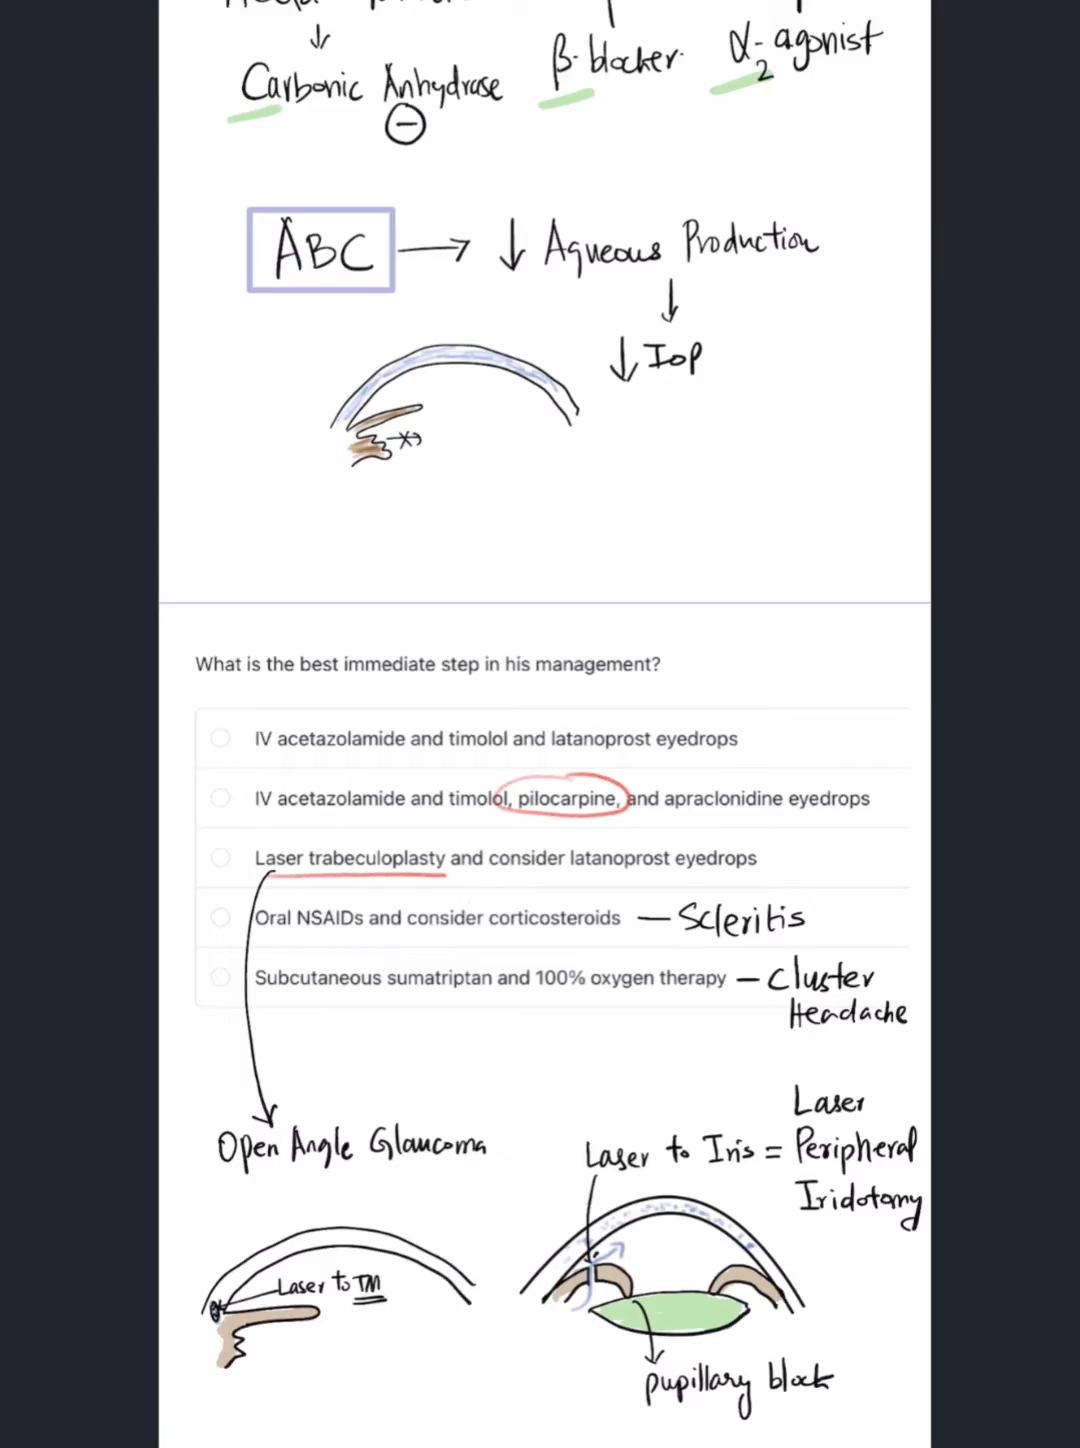 Carbonic Anhydrase
⊖
β-blocker
α2-agonist
ABC → ↓ Aqueous Production
↓
↓ IOP
What is the best immediate step in his management?
IV acetazolamide and timolol and latanoprost eyedrops
IV acetazolamide and timolol, pilocarpine, and apraclonidine eyedrops
Laser trabeculoplasty and consider latanoprost eyedrops
Oral NSAIDs and consider corticosteroids — Scleritis
Subcutaneous sumatriptan and 100% oxygen therapy — Cluster
Headache
Open Angle Glaucoma
Laser to TM
Laser to Iris = Laser
Peripheral
Iridotomy
pupillary block